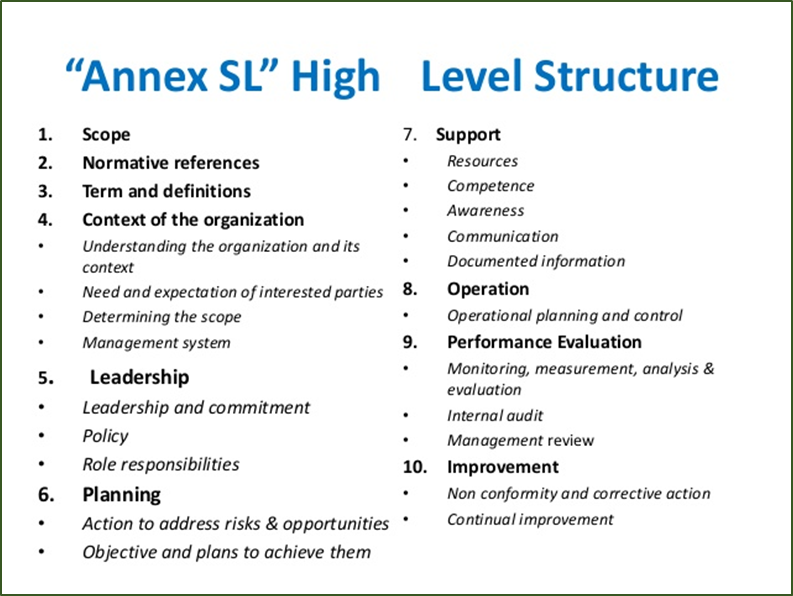 “Annex SL” High Level Structure
1. Scope
2. Normative references
3. Term and definitions
4. Context of the organization
• Understanding the organization and its
context
• Need and expectation of interested parties
• Determining the scope
• Management system
5. Leadership
• Leadership and commitment
• Policy
• Role responsibilities
6. Planning
• Action to address risks & opportunities
• Objective and plans to achieve them
7. Support
• Resources
• Competence
• Awareness
• Communication
• Documented information
8. Operation
• Operational planning and control
9. Performance Evaluation
• Monitoring, measurement, analysis &
evaluation
• Internal audit
• Management review
10. Improvement
• Non conformity and corrective action
• Continual improvement